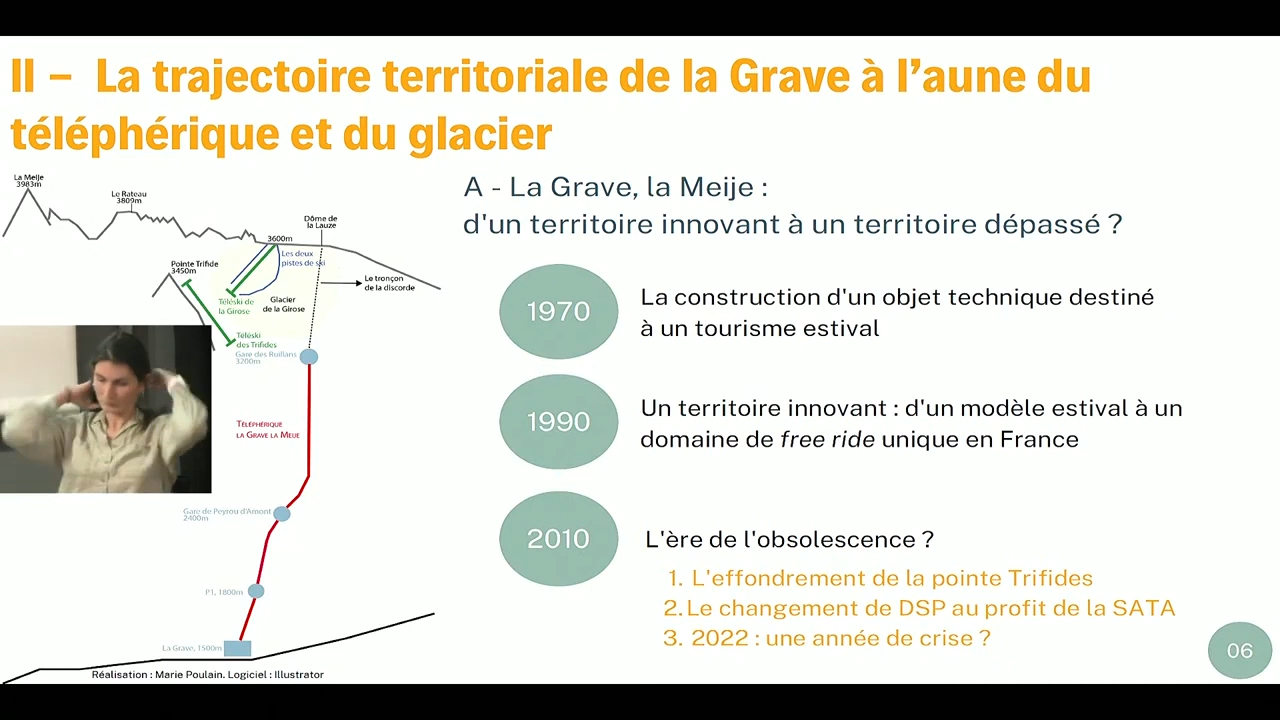 II – La trajectoire territoriale de la Grave à l’aune du
téléphérique et du glacier
A - La Grave, la Meije :
d'un territoire innovant à un territoire dépassé ?
1970
La construction d'un objet technique destiné
à un tourisme estival
1990
Un territoire innovant : d'un modèle estival à un
domaine de free ride unique en France
2010
L'ère de l'obsolescence ?
1. L'effondrement de la pointe Trifides
2. Le changement de DSP au profit de la SATA
3. 2022 : une année de crise ?
06
La Meije
3983m
Le Rateau
3809m
Dôme de
la Lauze
3600m
Les deux
pistes de ski
Pointe Trifide
3450m
Le tronçon
de la discorde
Téléski de
la Girose
Glacier
de la Girose
Téléski
des Trifides
Gare des Ruillans
3200m
Téléphérique
la Grave la Meije
Gare de Peyrou d'Amont
2400m
P1, 1800m
La Grave, 1500m
Réalisation : Marie Poulain. Logiciel : Illustrator